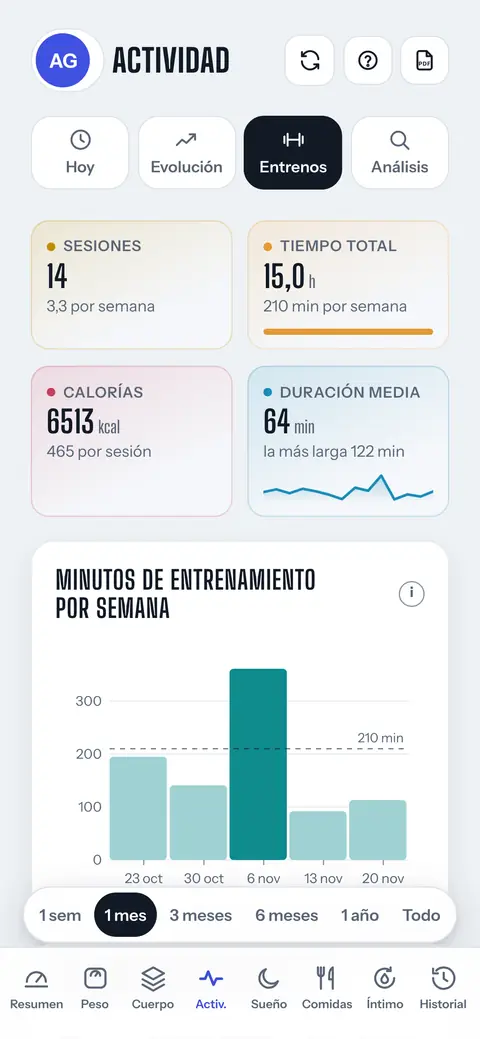 AG
ACTIVIDAD
PDF
Hoy
Evolución
Entrenos
Análisis
SESIONES
14
3,3 por semana
TIEMPO TOTAL
15,0 h
210 min por semana
CALORÍAS
6513 kcal
465 por sesión
DURACIÓN MEDIA
64 min
la más larga 122 min
MINUTOS DE ENTRENAMIENTO
POR SEMANA
i
300
200
100
0
210 min
23 oct
30 oct
6 nov
13 nov
20 nov
1 sem
1 mes
3 meses
6 meses
1 año
Todo
Resumen
Peso
Cuerpo
Activ.
Sueño
Comidas
Íntimo
Historial